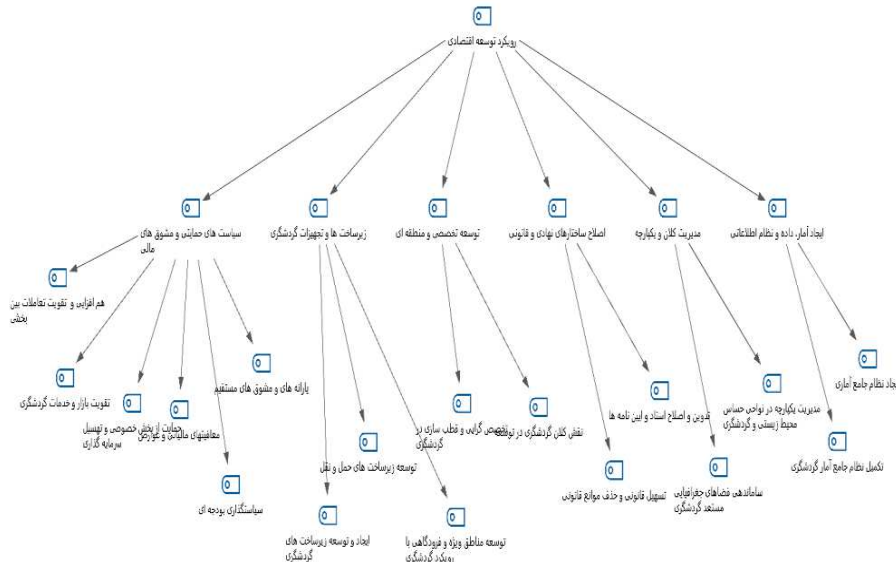 رویکرد توسعه اقتصادی
سیاست های حمایتی و مشوق های
مالی
زیرساخت ها و تجهیزات گردشگری
توسعه تخصصی و منطقه ای
اصلاح ساختارهای نهادی و قانونی
مدیریت کلان و یکپارچه
ایجاد آمار، داده و نظام اطلاعاتی
هم افزایی و تقویت تعاملات بین
بخشی
تقویت بازار و خدمات گردشگری
حمایت از بخش خصوصی و تهسیل
سرمایه گذاری
معافیتهای مالیاتی و عوارض
یارانه های و مشوق های مستقیم
سیاستگذاری بودجه ای
توسعه زیرساخت های حمل و نقل
ایجاد و توسعه زیرساخت های
گردشگری
توسعه مناطق ویژه و فرودگاهی با
رویکرد گردشگری
تخصص گرایی و قطب سازی در
گردشگری
نقش کلان گردشگری در توسعه
تدوین و اصلاح اسناد و ایین نامه ها
تسهیل قانونی و حذف موانع قانونی
مدیریت یکپارچه در نواحی حساس
محیط زیستی و گردشگری
ساماندهی فضاهای جغرافیایی
مستعد گردشگری
نظام جامع آماری
تکمیل نظام جامع آمار گردشگری